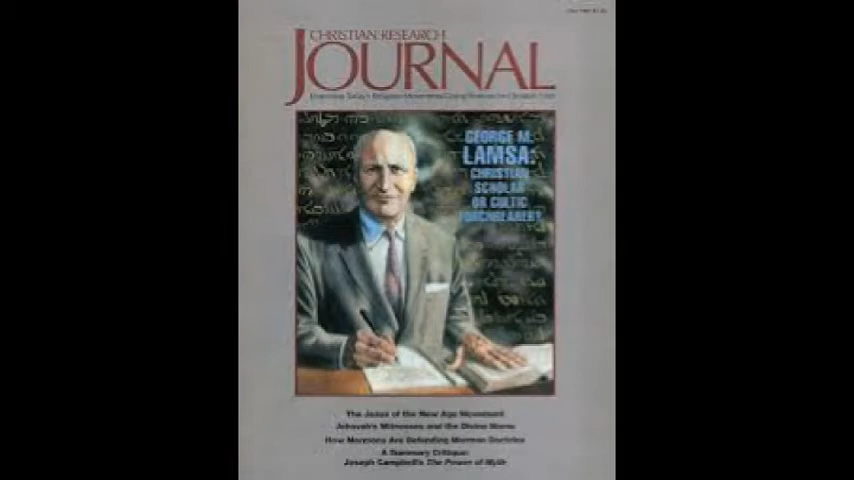 CHRISTIAN RESEARCH
JOURNAL
GEORGE M.
LAMSA:
CHRISTIAN
SCHOLAR
OR CULTIC
TORCHBEARER?
The Jesus of the New Age Movement
Jehovah's Witnesses and the Divine Name
How Mormons Are Defending Mormon Doctrine
A Summary Critique:
Joseph Campbell's The Power of Myth